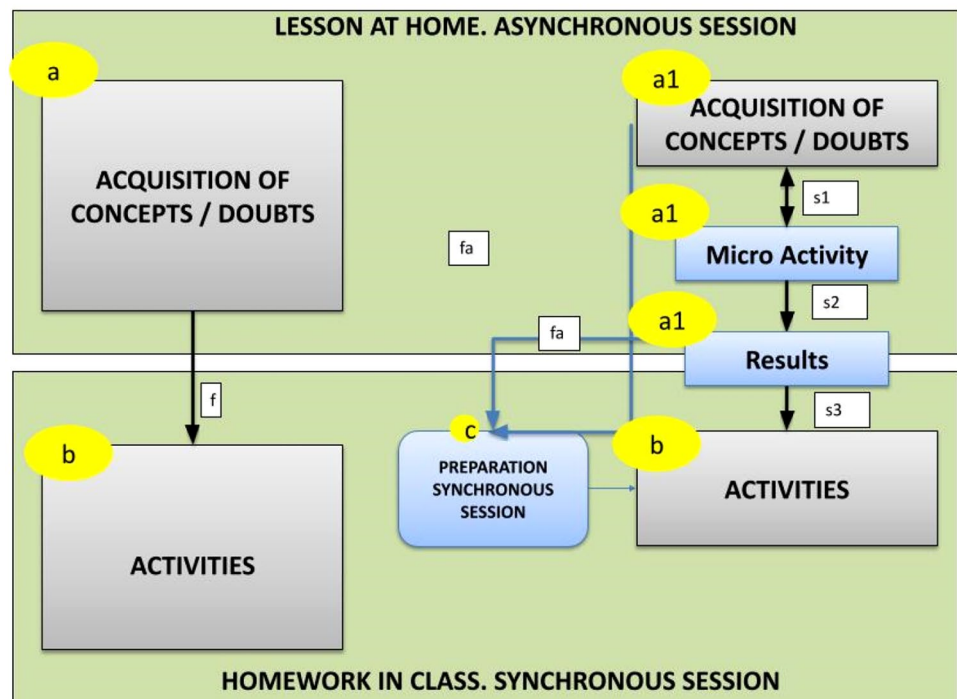 LESSON AT HOME. ASYNCHRONOUS SESSION
a
ACQUISITION OF
CONCEPTS / DOUBTS
f
b
ACTIVITIES
a1
ACQUISITION OF
CONCEPTS / DOUBTS
s1
a1
Micro Activity
s2
fa
a1
fa
Results
s3
c
PREPARATION
SYNCHRONOUS
SESSION
b
ACTIVITIES
HOMEWORK IN CLASS. SYNCHRONOUS SESSION